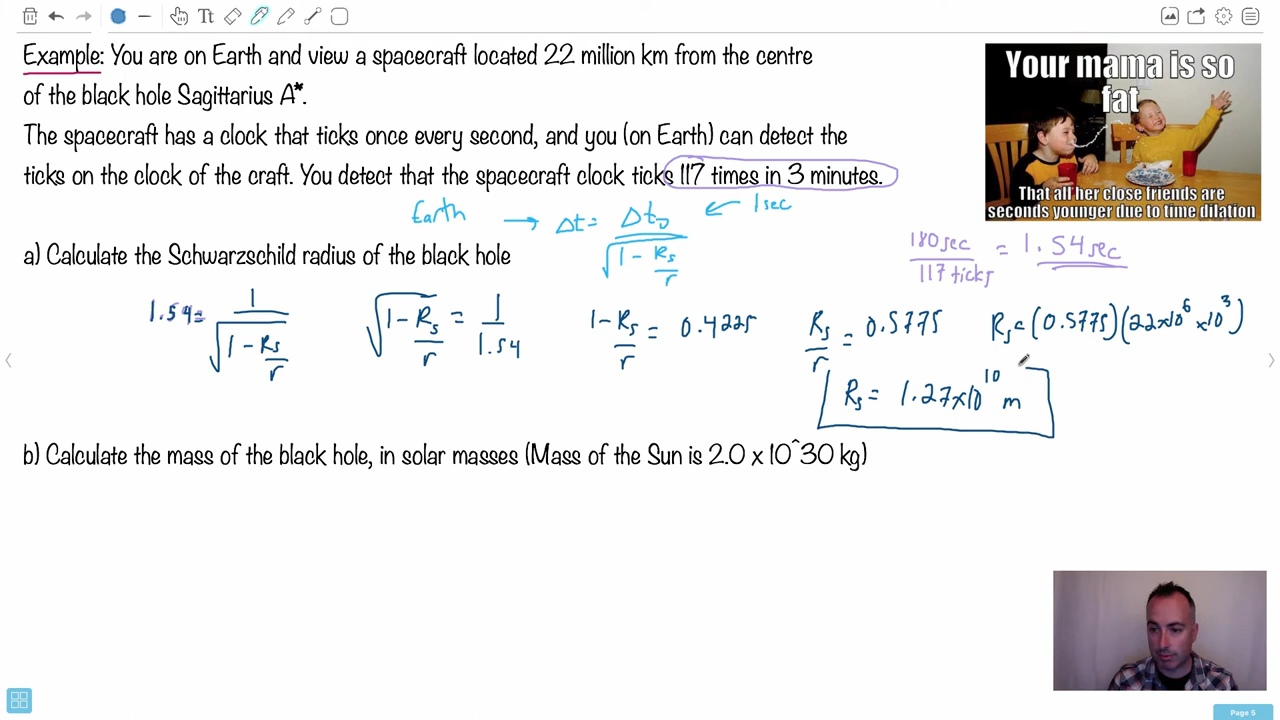 Tt
Example: You are on Earth and view a spacecraft located 22 million km from the centre
of the black hole Sagittarius A*.
The spacecraft has a clock that ticks once every second, and you (on Earth) can detect the
ticks on the clock of the craft. You detect that the spacecraft clock ticks 117 times in 3 minutes.
Your mama is so
fat
That all her close friends are
seconds younger due to time dilation
Earth → Δt = Δt₀ / √(1 - Rs/r) ← 1sec
180sec / 117 ticks = 1.54sec
a) Calculate the Schwarzschild radius of the black hole
1.54 = 1 / √(1 - Rs/r)
√(1 - Rs/r) = 1/1.54
1 - Rs/r = 0.4225
Rs/r = 0.5775
Rs = (0.5775)(22×10⁶ ×10³)
Rs = 1.27×10¹⁰ m
b) Calculate the mass of the black hole, in solar masses (Mass of the Sun is 2.0 x 10^30 kg)
Page 5